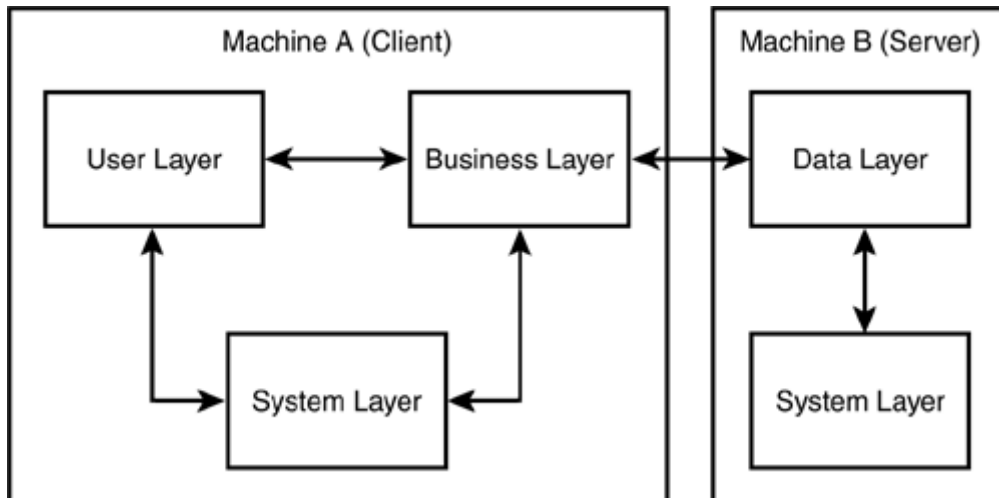 Machine A (Client)
Machine B (Server)
User Layer
Business Layer
Data Layer
System Layer
System Layer